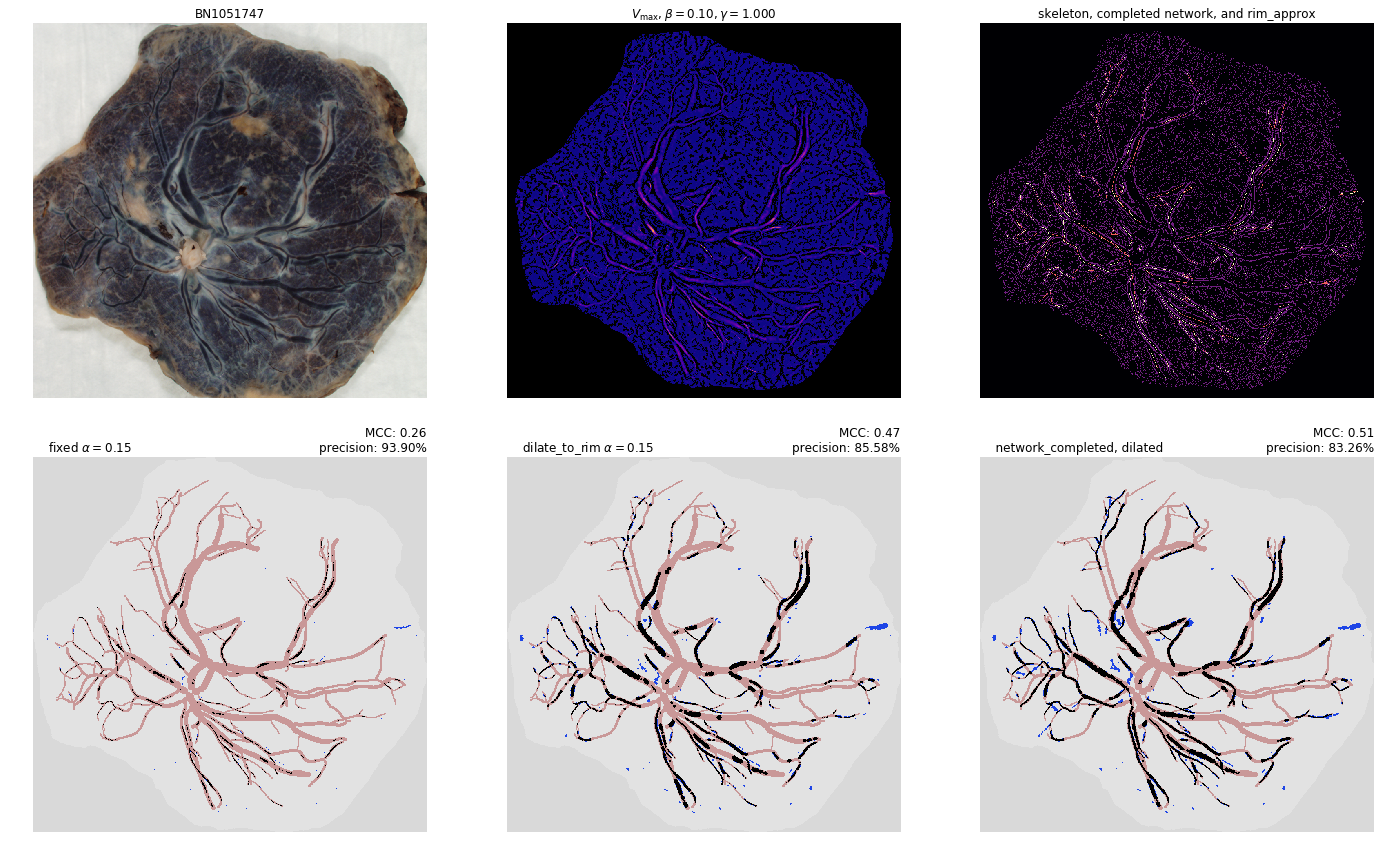 BN1051747
V_max, β = 0.10, γ = 1.000
skeleton, completed network, and rim_approx
MCC: 0.26
fixed α = 0.15 precision: 93.90%
MCC: 0.47
dilate_to_rim α = 0.15 precision: 85.58%
MCC: 0.51
network_completed, dilated precision: 83.26%